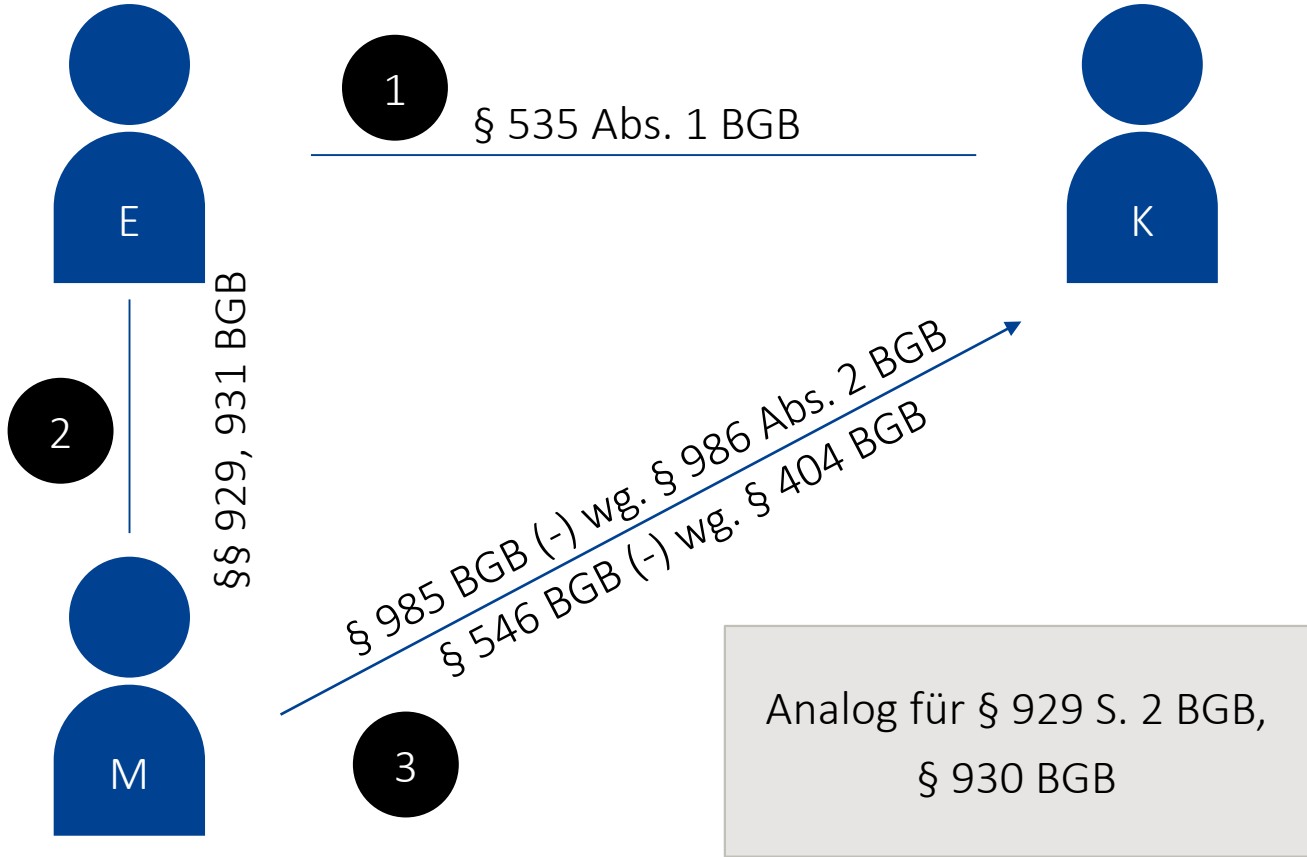 1
§ 535 Abs. 1 BGB
E
K
2
§§ 929, 931 BGB
§ 985 BGB (-) wg. § 986 Abs. 2 BGB
§ 546 BGB (-) wg. § 404 BGB
M
3
Analog für § 929 S. 2 BGB,
§ 930 BGB